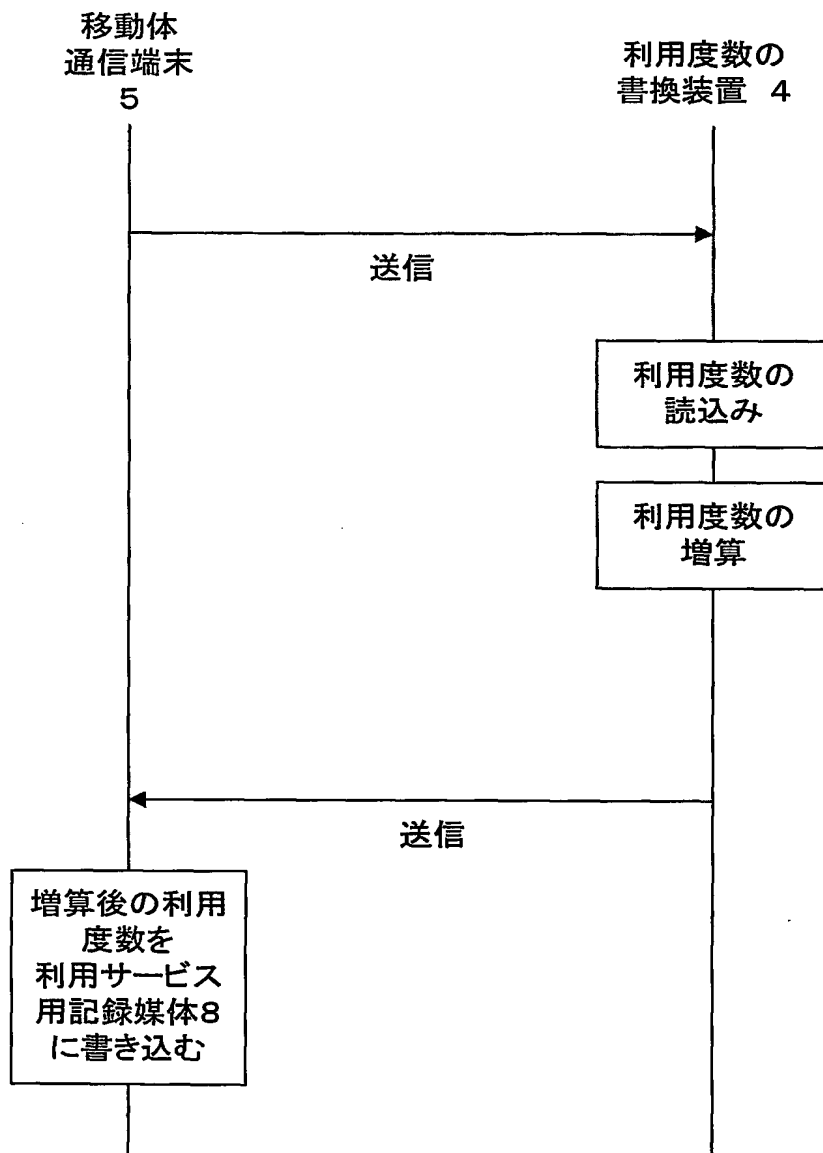 移動体
通信端末
5
利用度数の
書換装置 4
送信
利用度数の
読込み
利用度数の
増算
送信
増算後の利用
度数を
利用サービス
用記録媒体8
に書き込む